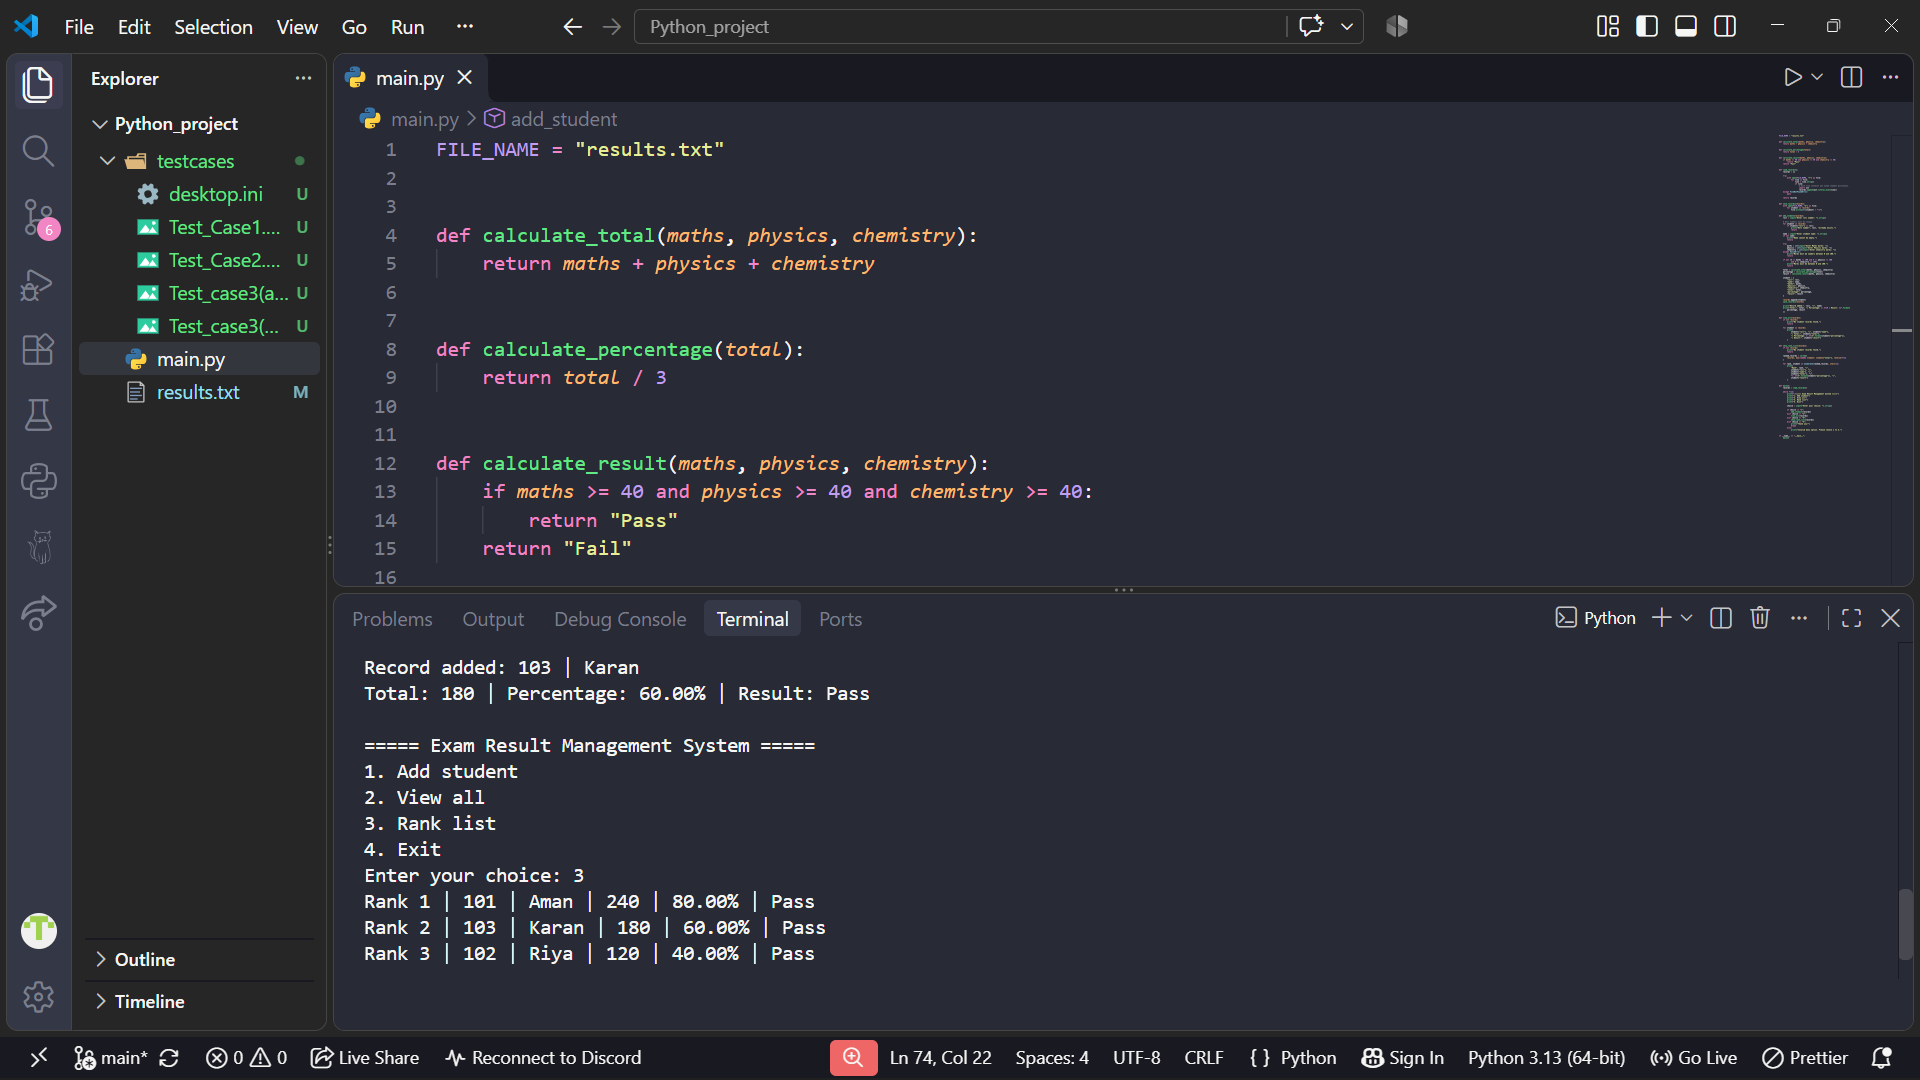 File Edit Selection View Go Run ···
Python_project
Explorer ···
Python_project
testcases
desktop.ini U
Test_Case1.... U
Test_Case2.... U
Test_case3(a... U
Test_case3(... U
main.py
results.txt M
Outline
Timeline
6
main.py
main.py > add_student
1 FILE_NAME = "results.txt"
2
3
4 def calculate_total(maths, physics, chemistry):
5 return maths + physics + chemistry
6
7
8 def calculate_percentage(total):
9 return total / 3
10
11
12 def calculate_result(maths, physics, chemistry):
13 if maths >= 40 and physics >= 40 and chemistry >= 40:
14 return "Pass"
15 return "Fail"
16
Problems Output Debug Console Terminal Ports
Python
Record added: 103 | Karan
Total: 180 | Percentage: 60.00% | Result: Pass
===== Exam Result Management System =====
1. Add student
2. View all
3. Rank list
4. Exit
Enter your choice: 3
Rank 1 | 101 | Aman | 240 | 80.00% | Pass
Rank 2 | 103 | Karan | 180 | 60.00% | Pass
Rank 3 | 102 | Riya | 120 | 40.00% | Pass
main* 0 0 Live Share Reconnect to Discord Ln 74, Col 22 Spaces: 4 UTF-8 CRLF { } Python Sign In Python 3.13 (64-bit) Go Live Prettier